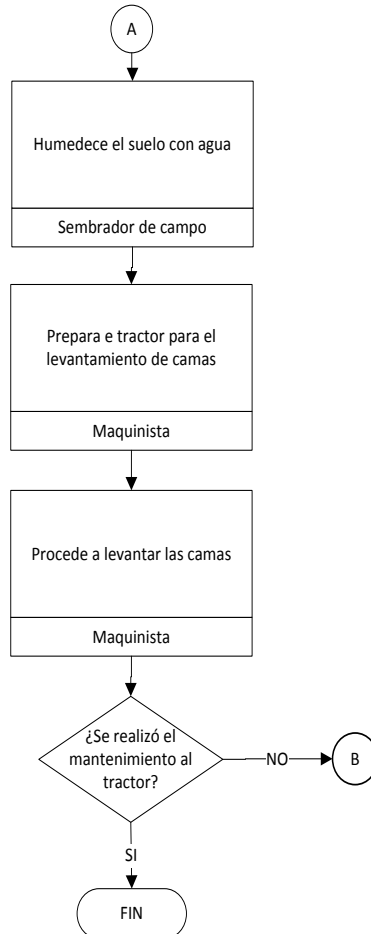 A
Humedece el suelo con agua
Sembrador de campo
Prepara e tractor para el
levantamiento de camas
Maquinista
Procede a levantar las camas
Maquinista
¿Se realizó el
mantenimiento al
tractor?
NO
B
SI
FIN